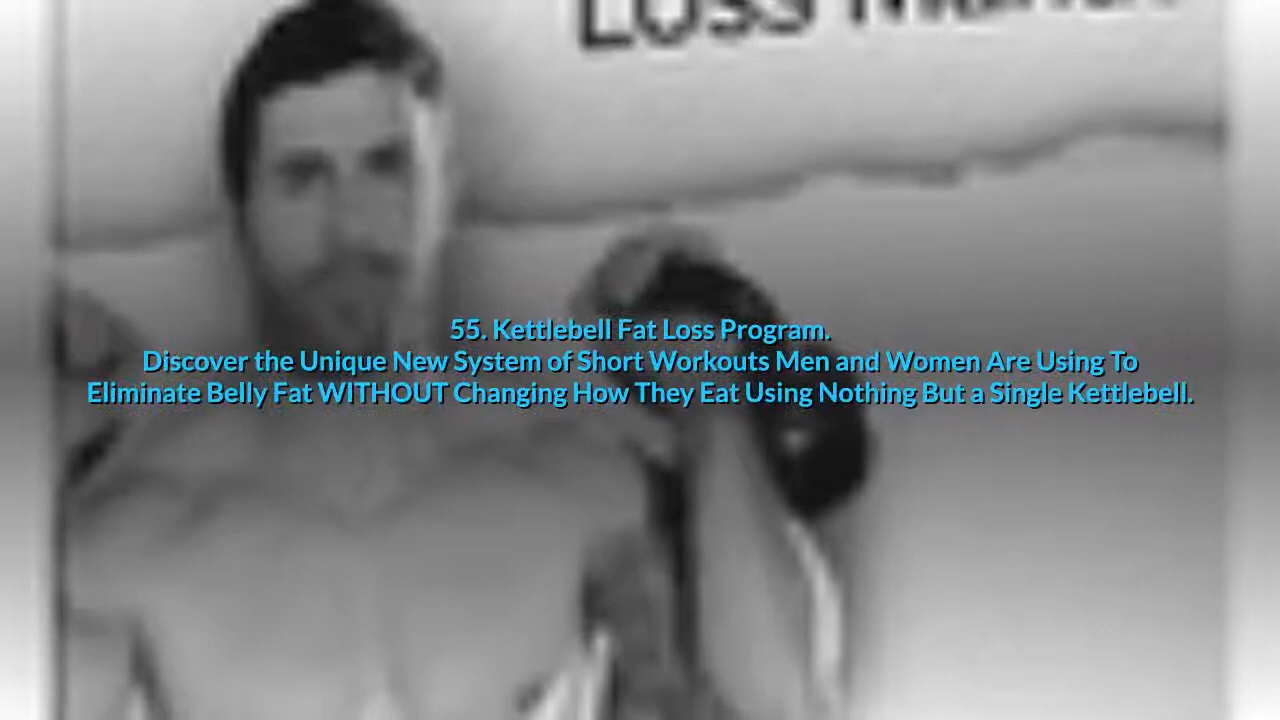 Loss
55. Kettlebell Fat Loss Program.
Discover the Unique New System of Short Workouts Men and Women Are Using To
Eliminate Belly Fat WITHOUT Changing How They Eat Using Nothing But a Single Kettlebell.